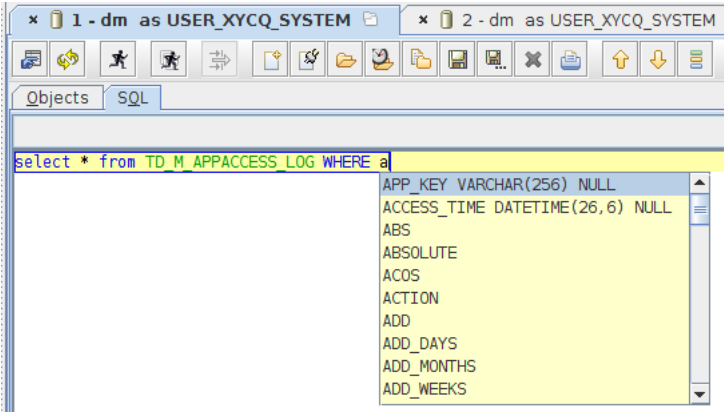 1 - dm as USER_XYCQ_SYSTEM
2 - dm as USER_XYCQ_SYSTEM
Objects
SQL
select * from TD_M_APPACCESS_LOG WHERE a
APP_KEY VARCHAR(256) NULL
ACCESS_TIME DATETIME(26,6) NULL
ABS
ABSOLUTE
ACOS
ACTION
ADD
ADD_DAYS
ADD_MONTHS
ADD_WEEKS